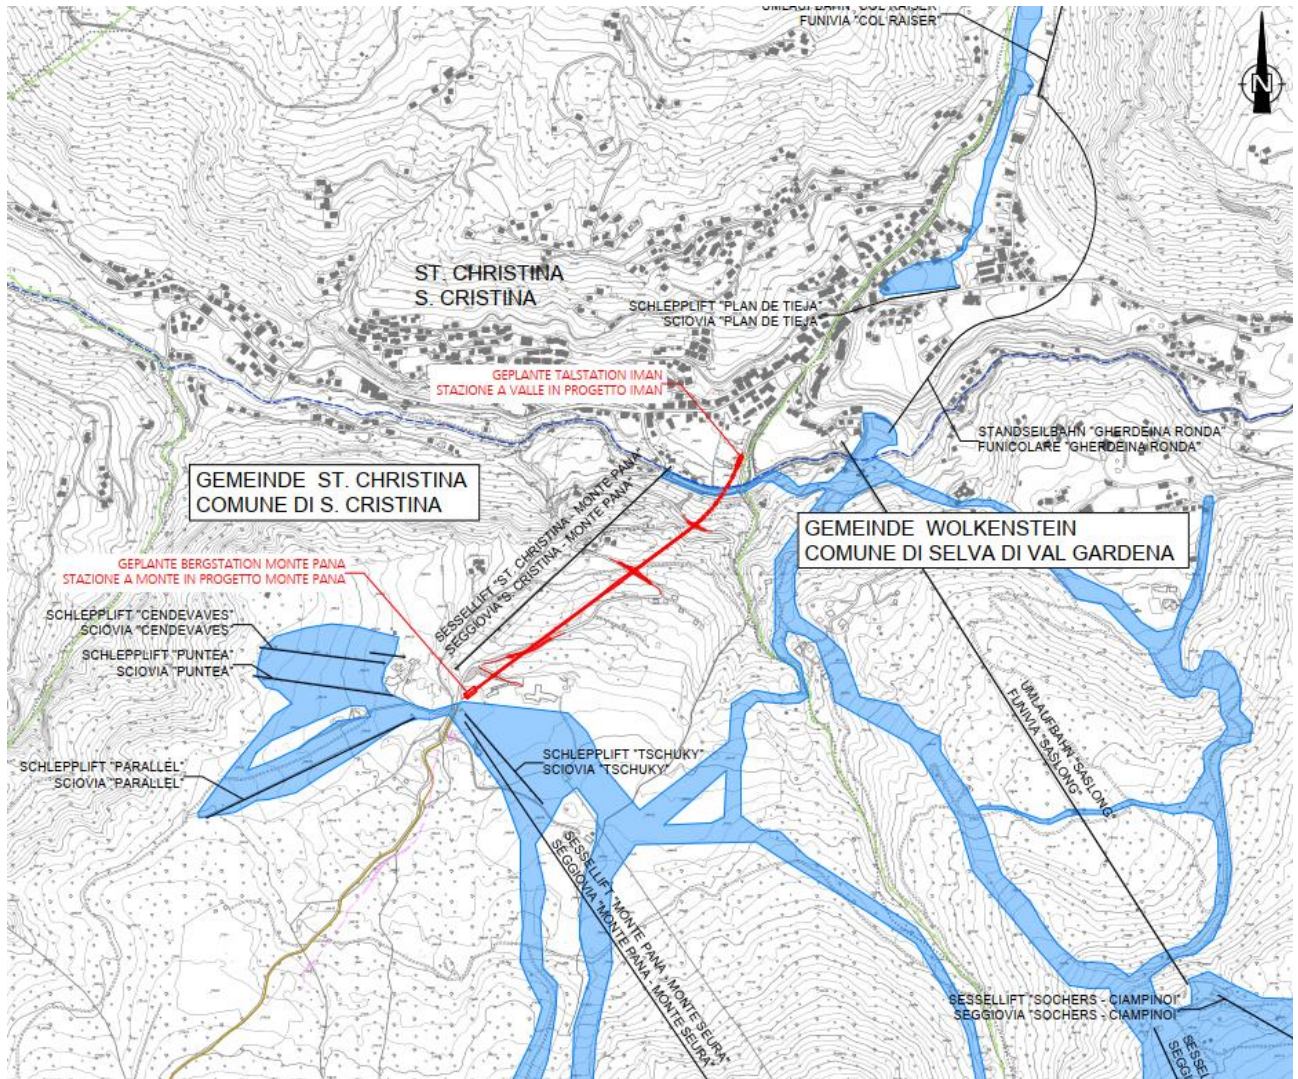 UMLAUFBAHN "COL RAISER"
FUNIVIA "COL RAISER"
N
ST. CHRISTINA
S. CRISTINA
SCHLEPPLIFT "PLAN DE TIEJA"
SCIOVIA "PLAN DE TIEJA
GEPLANTE TALSTATION IMAN
STAZIONE A VALLE IN PROGETTO IMAN
STANDSEILBAHN "GHERDEINA RONDA"
FUNICOLARE "GHERDEINA RONDA"
GEMEINDE ST. CHRISTINA
COMUNE DI S. CRISTINA
SESSELLIFT "ST. CHRISTINA - MONTE PANA"
SEGGIOVIA "S. CRISTINA - MONTE PANA"
GEMEINDE WOLKENSTEIN
COMUNE DI SELVA DI VAL GARDENA
GEPLANTE BERGSTATION MONTE PANA
STAZIONE A MONTE IN PROGETTO MONTE PANA
SCHLEPPLIFT "CENDEVAVES"
SCIOVIA "CENDEVAVES"
SCHLEPPLIFT "PUNTEA"
SCIOVIA "PUNTEA"
SCHLEPPLIFT "PARALLEL"
SCIOVIA "PARALLEL"
SCHLEPPLIFT "TSCHUKY"
SCIOVIA "TSCHUKY"
UMLAUFBAHN "SASLONG"
FUNIVIA "SASLONG"
SESSELLIFT "MONTE PANA - MONTE SEURA"
SEGGIOVIA "MONTE PANA - MONTE SEURA"
SESSELLIFT "SOCHERS - CIAMPINOI"
SEGGIOVIA "SOCHERS - CIAMPINOI"